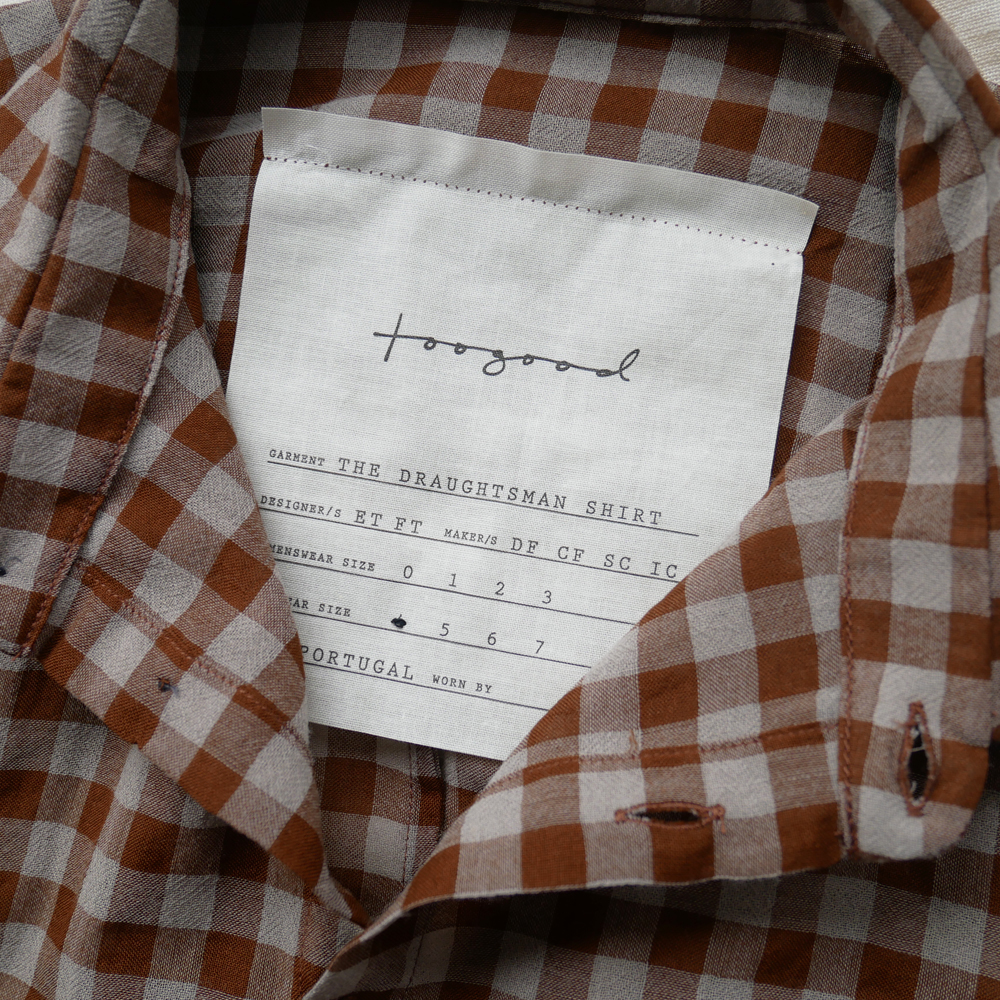 toogood
GARMENT THE DRAUGHTSMAN SHIRT
DESIGNER/S ET FT MAKER/S DF CF SC IC
MENSWEAR SIZE 0 1 2 3
SIZE 5 6 7
PORTUGAL WORN BY